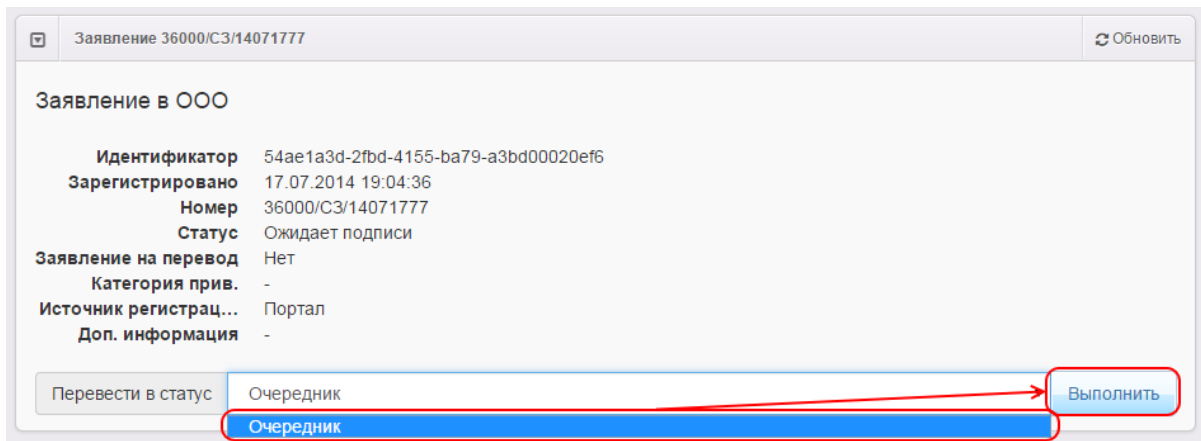 Заявление 36000/СЗ/14071777 Обновить
Заявление в ООО
Идентификатор 54ae1a3d-2fbd-4155-ba79-a3bd00020ef6
Зарегистрировано 17.07.2014 19:04:36
Номер 36000/СЗ/14071777
Статус Ожидает подписи
Заявление на перевод Нет
Категория прив. -
Источник регистрац... Портал
Доп. информация -
Перевести в статус Очередник Выполнить
Очередник